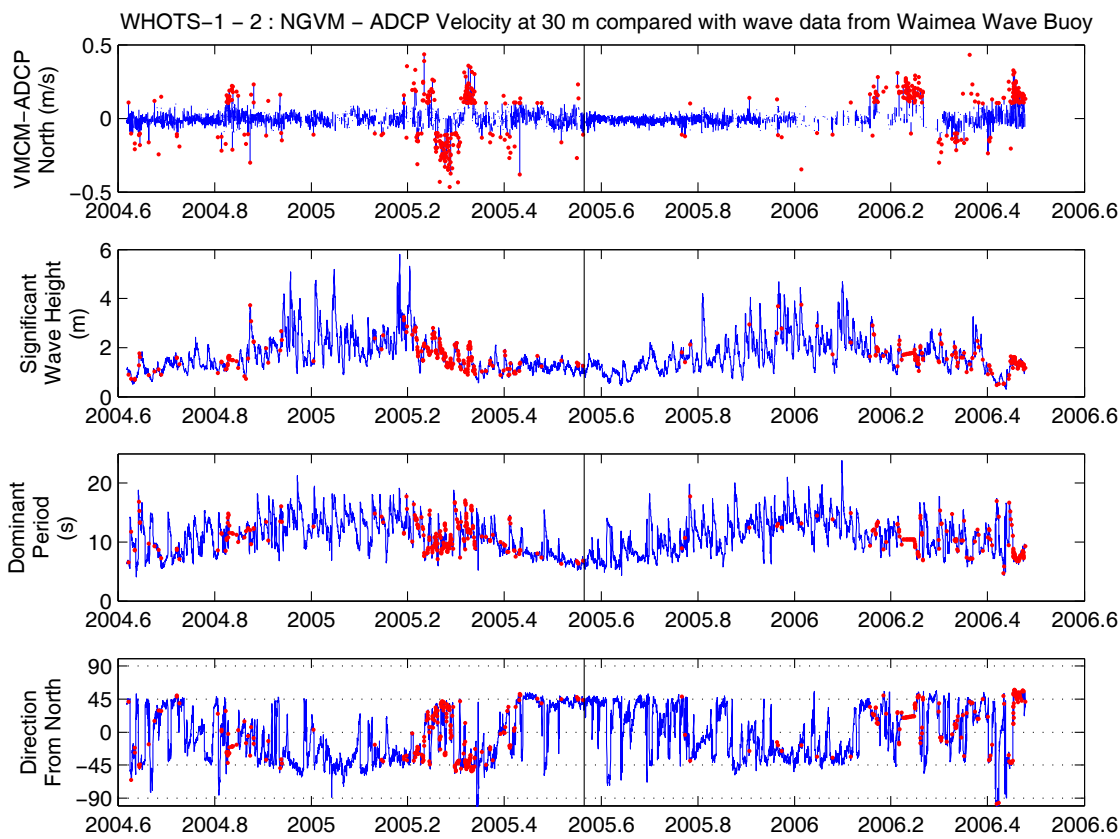 WHOTS−1 − 2 : NGVM − ADCP Velocity at 30 m compared with wave data from Waimea Wave Buoy
VMCM−ADCP
North (m/s)
0.5
0
−0.5
2004.6 2004.8 2005 2005.2 2005.4 2005.6 2005.8 2006 2006.2 2006.4 2006.6
Significant
Wave Height
(m)
6
4
2
0
2004.6 2004.8 2005 2005.2 2005.4 2005.6 2005.8 2006 2006.2 2006.4 2006.6
Dominant
Period
(s)
20
10
0
2004.6 2004.8 2005 2005.2 2005.4 2005.6 2005.8 2006 2006.2 2006.4 2006.6
Direction
From North
90
45
0
−45
−90
2004.6 2004.8 2005 2005.2 2005.4 2005.6 2005.8 2006 2006.2 2006.4 2006.6